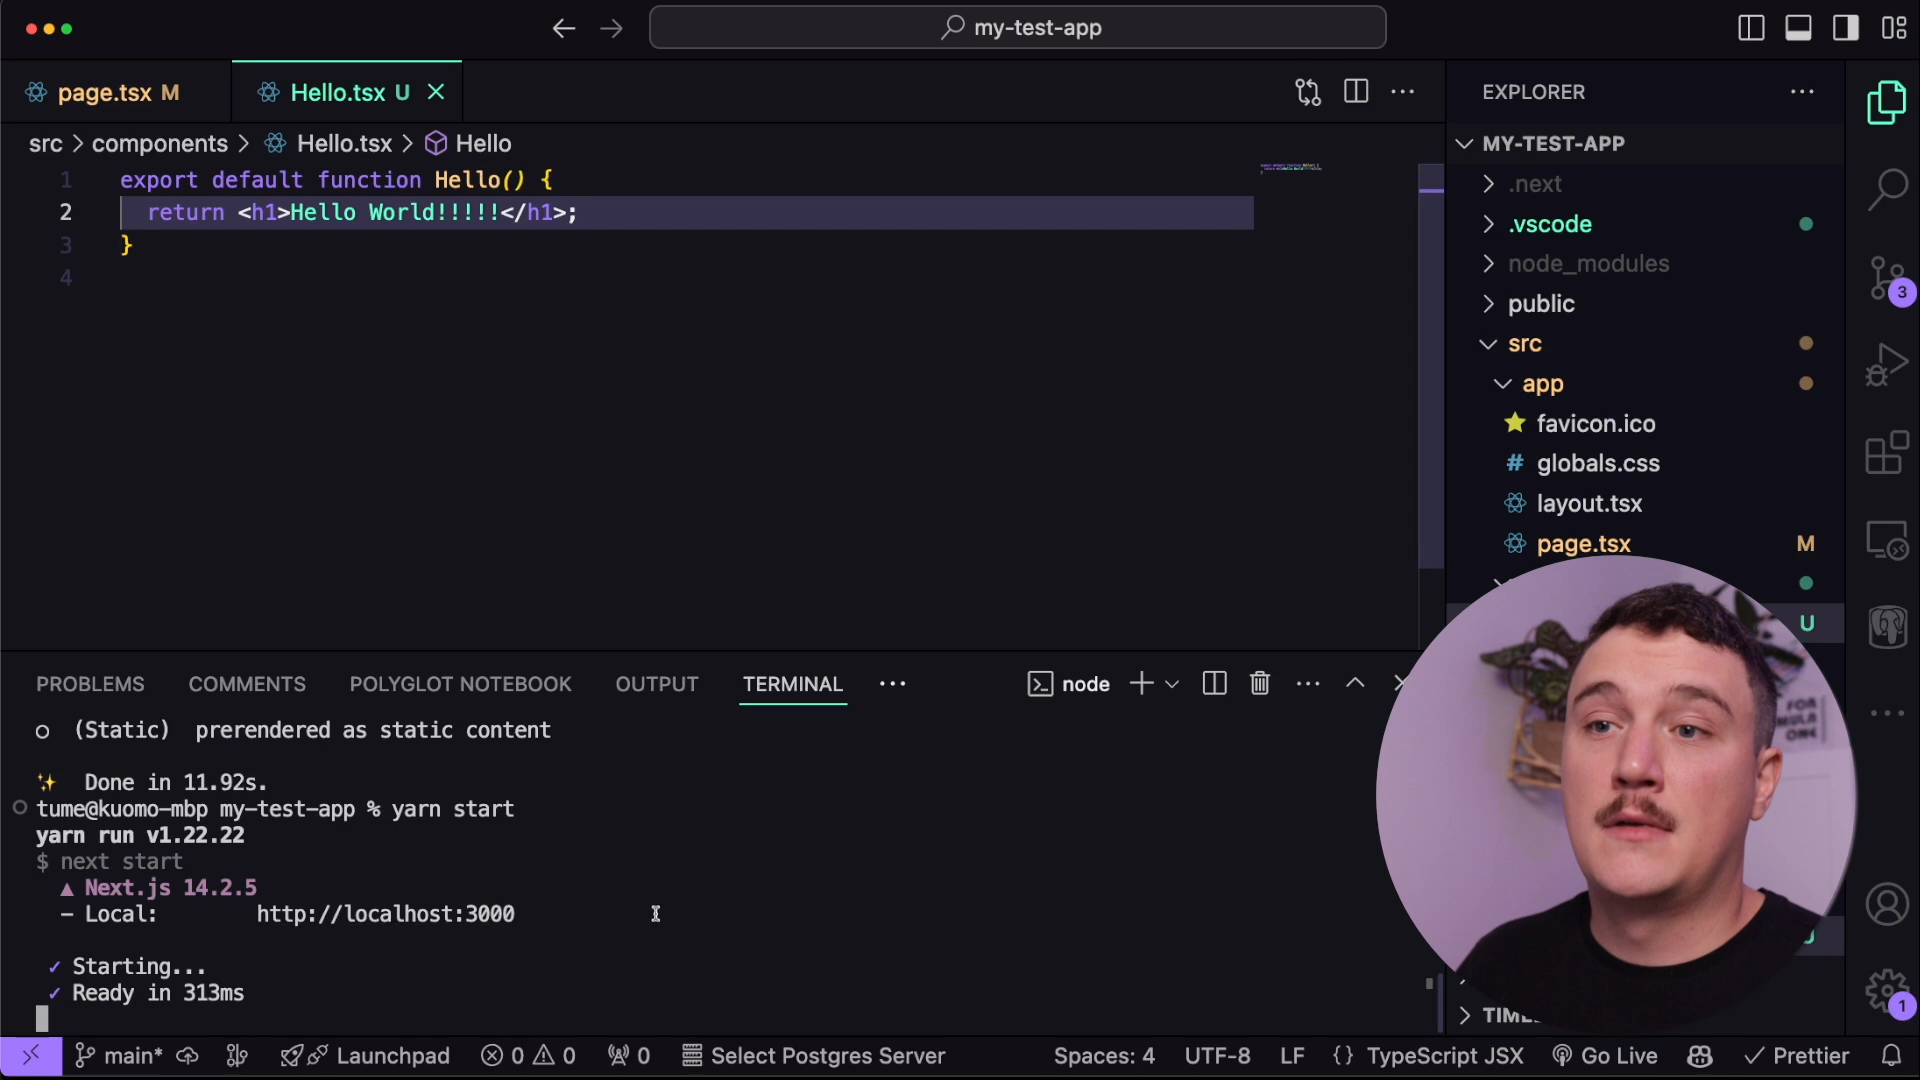 my-test-app
page.tsx M
Hello.tsx U
src > components > Hello.tsx > Hello
1 export default function Hello() {
2 return <h1>Hello World!!!!!</h1>;
3 }
4
EXPLORER
MY-TEST-APP
.next
.vscode
node_modules
public
src
app
favicon.ico
globals.css
layout.tsx
page.tsx M
U
3
FOR
MULA
ONE
PROBLEMS COMMENTS POLYGLOT NOTEBOOK OUTPUT TERMINAL
node
○ (Static) prerendered as static content
✨ Done in 11.92s.
tume@kuomo-mbp my-test-app % yarn start
yarn run v1.22.22
$ next start
▲ Next.js 14.2.5
- Local: http://localhost:3000
✓ Starting...
✓ Ready in 313ms
1
main* Launchpad 0 0 0 Select Postgres Server Spaces: 4 UTF-8 LF {} TypeScript JSX Go Live Prettier